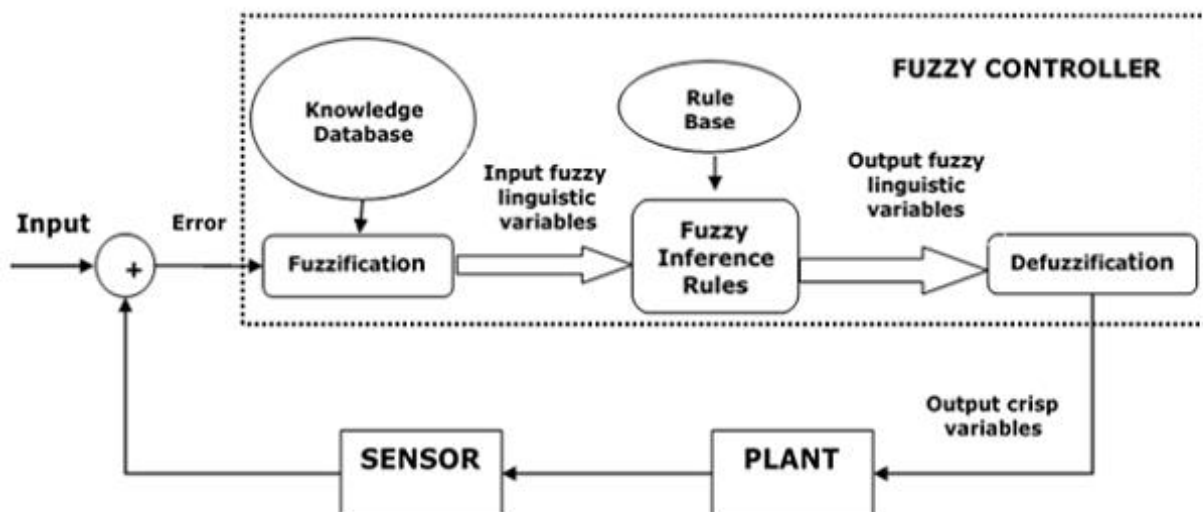 FUZZY CONTROLLER
Knowledge
Database
Rule
Base
Input fuzzy
linguistic
variables
Output fuzzy
linguistic
variables
Input
Error
+
Fuzzification
Fuzzy
Inference
Rules
Defuzzification
Output crisp
variables
SENSOR
PLANT